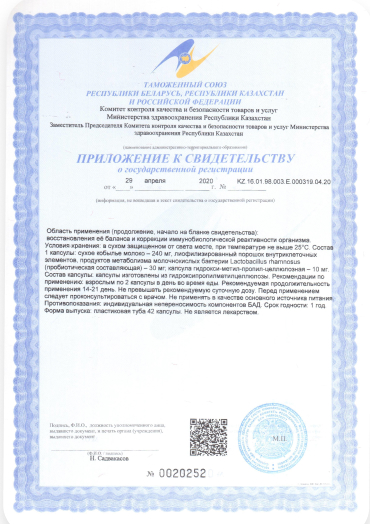 ТАМОЖЕННЫЙ СОЮЗ
РЕСПУБЛИКИ БЕЛАРУСЬ, РЕСПУБЛИКИ КАЗАХСТАН
И РОССИЙСКОЙ ФЕДЕРАЦИИ
Комитет контроля качества и безопасности товаров и услуг
Министерства здравоохранения Республики Казахстан
Заместитель Председателя Комитета контроля качества и безопасности товаров и услуг Министерства
здравоохранения Республики Казахстан
(наименование административно-территориального образования)
ПРИЛОЖЕНИЕ К СВИДЕТЕЛЬСТВУ
о государственной регистрации
от « 29 » апреля 2020 г. № KZ.16.01.98.003.E.000319.04.20
(информация, не вошедшая в текст свидетельства о государственной регистрации)
Область применения (продолжение, начало на бланке свидетельства):
восстановления её баланса и коррекции иммунобиологической реактивности организма.
Условия хранения: в сухом защищенном от света месте, при температуре не выше 25°С. Состав
1 капсулы: сухое кобылье молоко – 240 мг, лиофилизированный порошок внутриклеточных
элементов, продуктов метаболизма молочнокислых бактерии Lactobacillus rhamnosus
(пробиотическая составляющая) – 30 мг; капсула гидрокси-метил-пропил-целлюлозная – 10 мг.
Состав капсулы: капсулы изготовлены из гидроксипропилметилцеллюлозы. Рекомендации по
применению: взрослым по 2 капсулы в день во время еды. Рекомендуемая продолжительность
применения 14-21 день. Не превышать рекомендуемую суточную дозу. Перед применением
следует проконсультироваться с врачом. Не применять в качестве основного источника питания.
Противопоказания: индивидуальная непереносимость компонентов БАД. Срок годности: 1 год.
Форма выпуска: пластиковая туба 42 капсулы. Не является лекарством.
Подпись, Ф.И.О., должность уполномоченного лица,
выдавшего документ, и печать органа (учреждения),
выдавшего документ
Н. Садвакасов
М.П.
№ 0020252